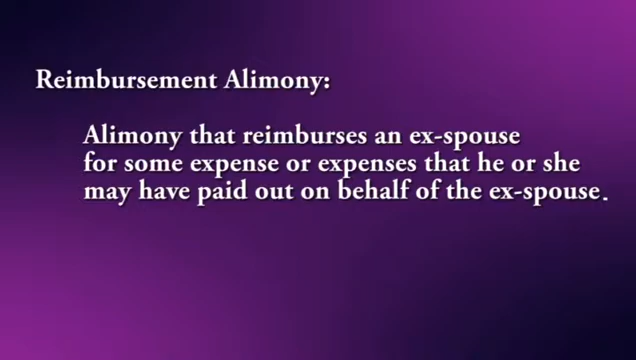 Reimbursement Alimony:
Alimony that reimburses an ex-spouse
for some expense or expenses that he or she
may have paid out on behalf of the ex-spouse.